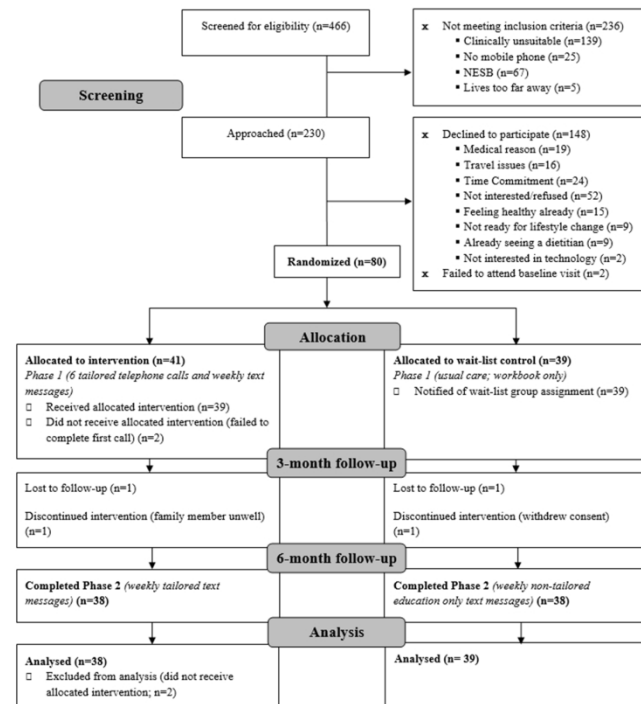 Screened for eligibility (n=466)
x Not meeting inclusion criteria (n=236)
▪ Clinically unsuitable (n=139)
▪ No mobile phone (n=25)
▪ NESB (n=67)
▪ Lives too far away (n=5)
Screening
Approached (n=230)
x Declined to participate (n=148)
▪ Medical reason (n=19)
▪ Travel issues (n=16)
▪ Time Commitment (n=24)
▪ Not interested/refused (n=52)
▪ Feeling healthy already (n=15)
▪ Not ready for lifestyle change (n=9)
▪ Already seeing a dietitian (n=9)
▪ Not interested in technology (n=2)
x Failed to attend baseline visit (n=2)
Randomized (n=80)
Allocation
Allocated to intervention (n=41)
Phase 1 (6 tailored telephone calls and weekly text
messages)
□ Received allocated intervention (n=39)
□ Did not receive allocated intervention (failed to
complete first call) (n=2)
Allocated to wait-list control (n=39)
Phase 1 (usual care; workbook only)
□ Notified of wait-list group assignment (n=39)
3-month follow-up
Lost to follow-up (n=1)
Discontinued intervention (family member unwell)
(n=1)
Lost to follow-up (n=1)
Discontinued intervention (withdrew consent)
(n=1)
6-month follow-up
Completed Phase 2 (weekly tailored text
messages) (n=38)
Completed Phase 2 (weekly non-tailored
education only text messages) (n=38)
Analysis
Analysed (n=38)
□ Excluded from analysis (did not receive
allocated intervention; n=2)
Analysed (n= 39)